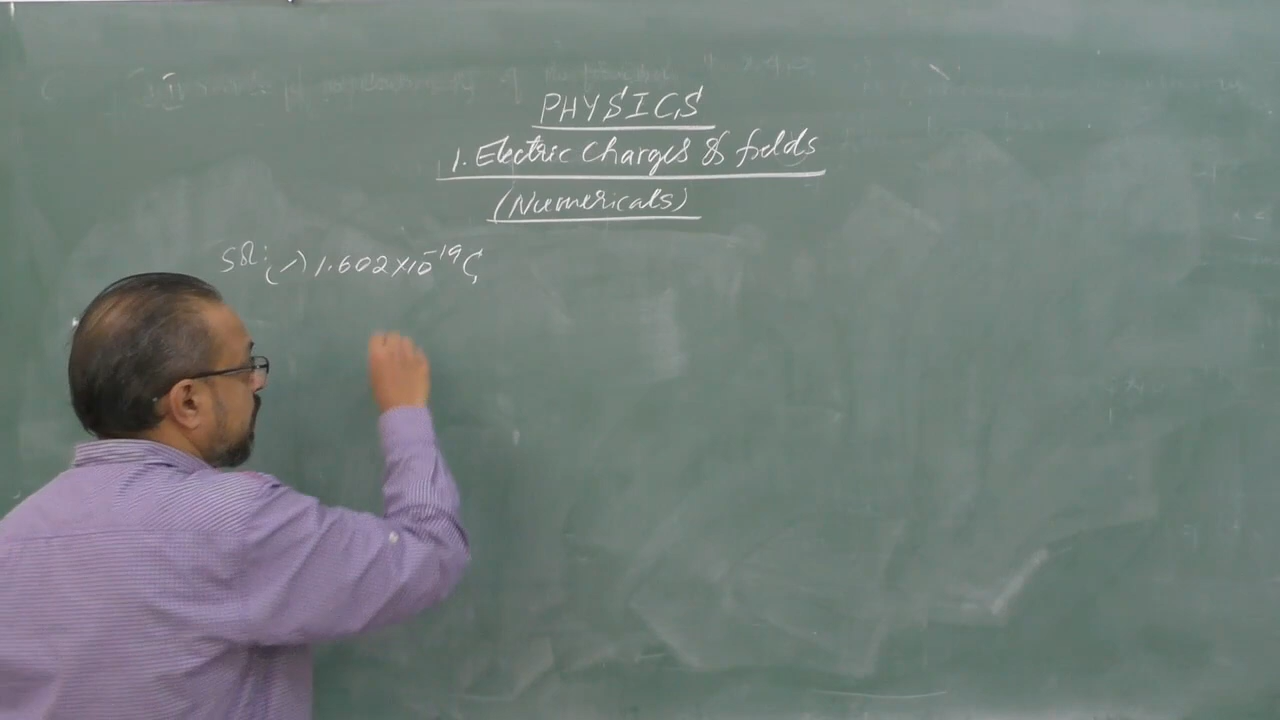 PHYSICS
1. Electric Charges & fields
(Numericals)
Sol: (-) 1.602×10⁻¹⁹C